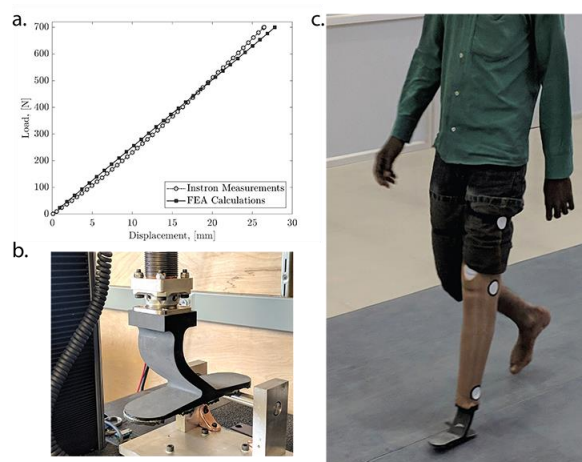 a.
700
600
500
400
300
200
100
0
Load, [N]
Instron Measurements
FEA Calculations
0 5 10 15 20 25 30
Displacement, [mm]
b.
c.